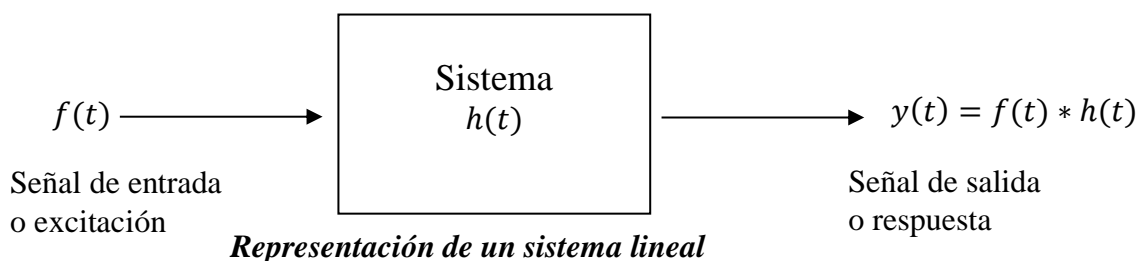 Sistema
h(t)
f(t)
y(t) = f(t) ∗ h(t)
Señal de entrada
o excitación
Señal de salida
o respuesta
Representación de un sistema lineal